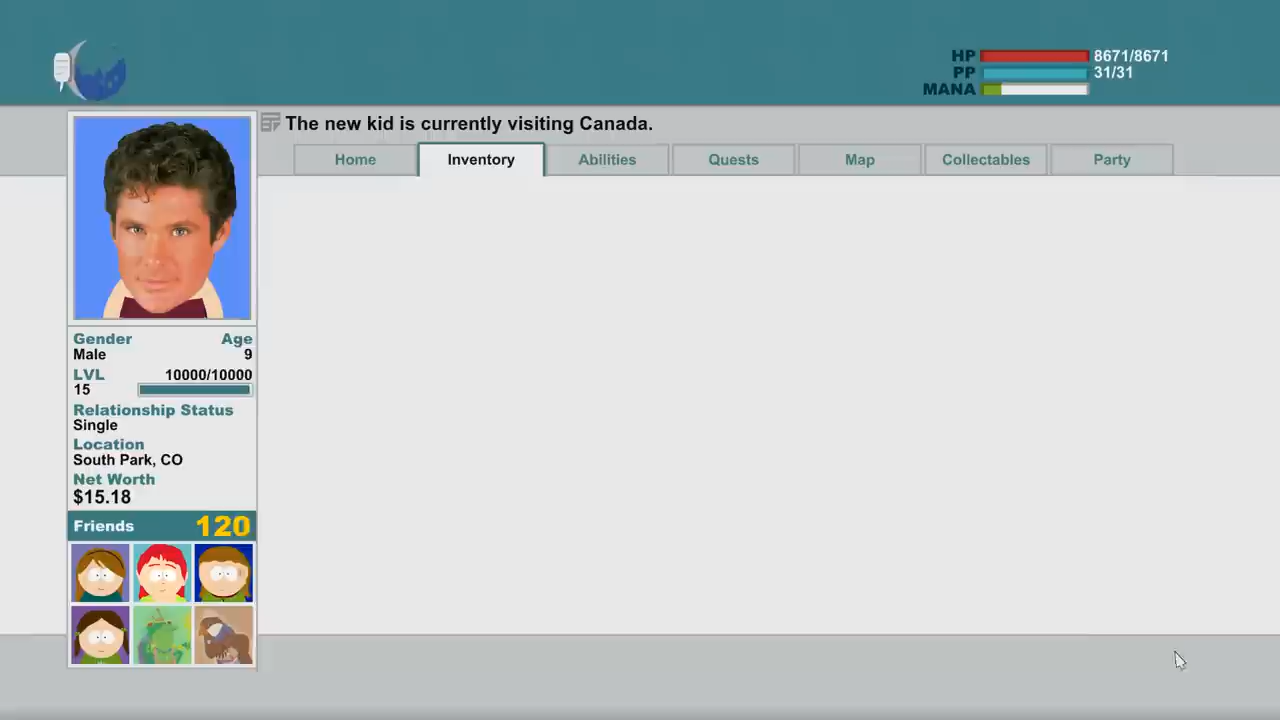 HP 8671/8671
PP 31/31
MANA
The new kid is currently visiting Canada.
Home Inventory Abilities Quests Map Collectables Party
Gender Age
Male 9
LVL 10000/10000
15
Relationship Status
Single
Location
South Park, CO
Net Worth
$15.18
Friends 120